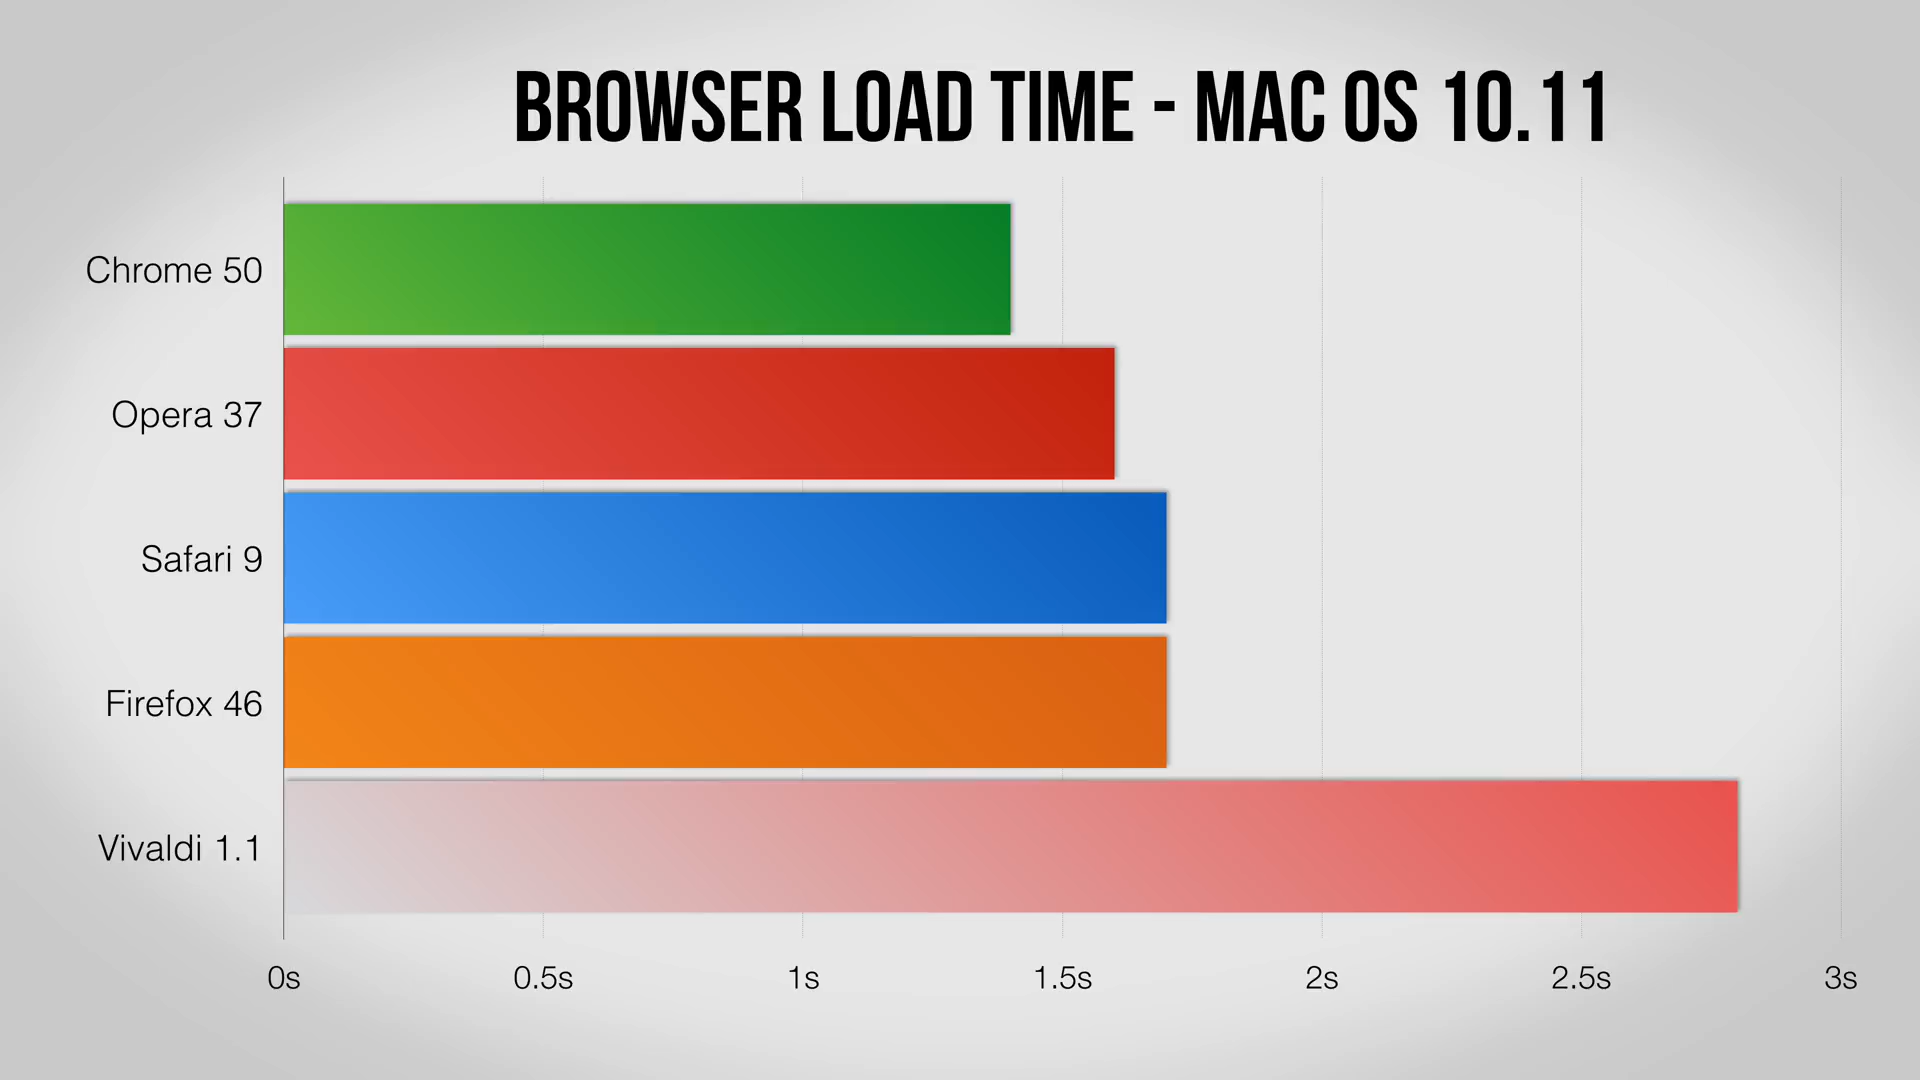 BROWSER LOAD TIME - MAC OS 10.11
Chrome 50
Opera 37
Safari 9
Firefox 46
Vivaldi 1.1
0s 0.5s 1s 1.5s 2s 2.5s 3s